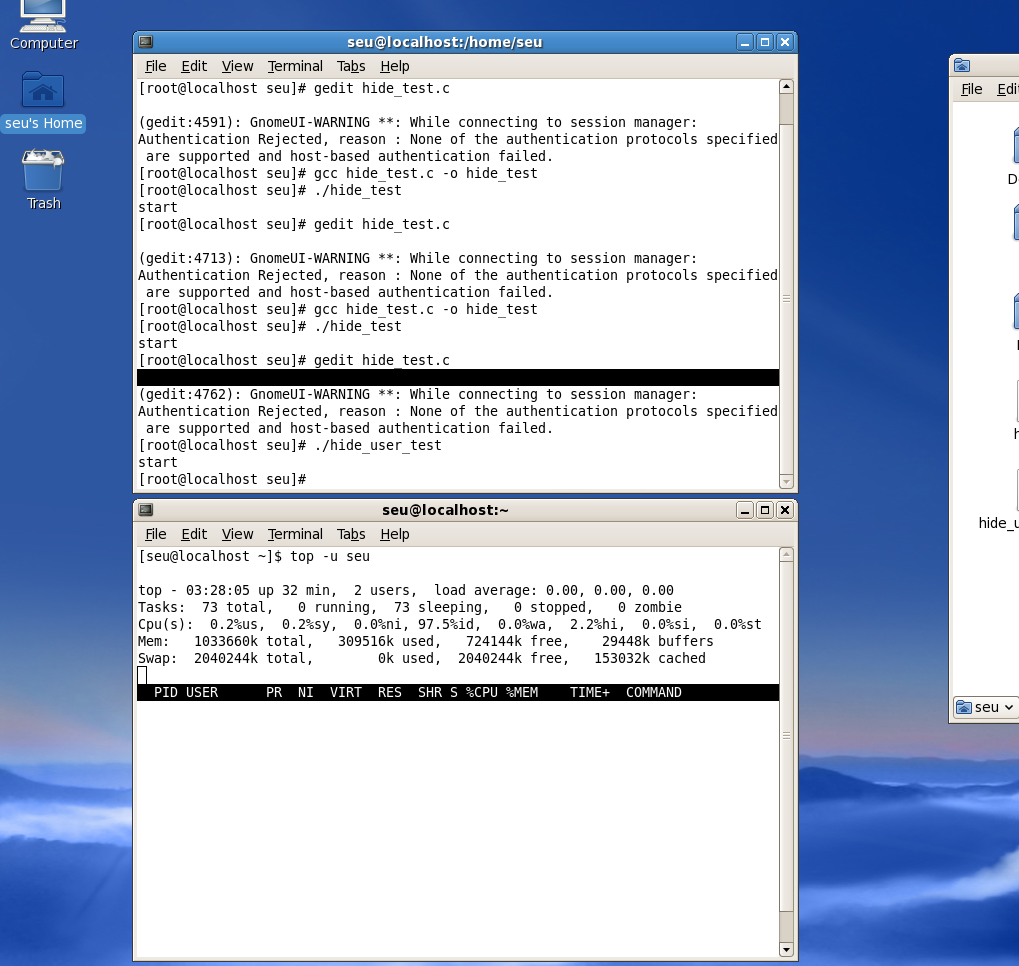 Computer
seu's Home
Trash
seu@localhost:/home/seu
File Edit View Terminal Tabs Help
[root@localhost seu]# gedit hide_test.c
(gedit:4591): GnomeUI-WARNING **: While connecting to session manager:
Authentication Rejected, reason : None of the authentication protocols specified
are supported and host-based authentication failed.
[root@localhost seu]# gcc hide_test.c -o hide_test
[root@localhost seu]# ./hide_test
start
[root@localhost seu]# gedit hide_test.c
(gedit:4713): GnomeUI-WARNING **: While connecting to session manager:
Authentication Rejected, reason : None of the authentication protocols specified
are supported and host-based authentication failed.
[root@localhost seu]# gcc hide_test.c -o hide_test
[root@localhost seu]# ./hide_test
start
[root@localhost seu]# gedit hide_test.c
(gedit:4762): GnomeUI-WARNING **: While connecting to session manager:
Authentication Rejected, reason : None of the authentication protocols specified
are supported and host-based authentication failed.
[root@localhost seu]# ./hide_user_test
start
[root@localhost seu]#
seu@localhost:~
File Edit View Terminal Tabs Help
[seu@localhost ~]$ top -u seu
top - 03:28:05 up 32 min,  2 users,  load average: 0.00, 0.00, 0.00
Tasks:  73 total,   0 running,  73 sleeping,   0 stopped,   0 zombie
Cpu(s):  0.2%us,  0.2%sy,  0.0%ni, 97.5%id,  0.0%wa,  2.2%hi,  0.0%si,  0.0%st
Mem:   1033660k total,   309516k used,   724144k free,    29448k buffers
Swap:  2040244k total,        0k used,  2040244k free,   153032k cached
PID USER      PR  NI  VIRT  RES  SHR S %CPU %MEM    TIME+  COMMAND
File Edi
D
h
hide_u
seu